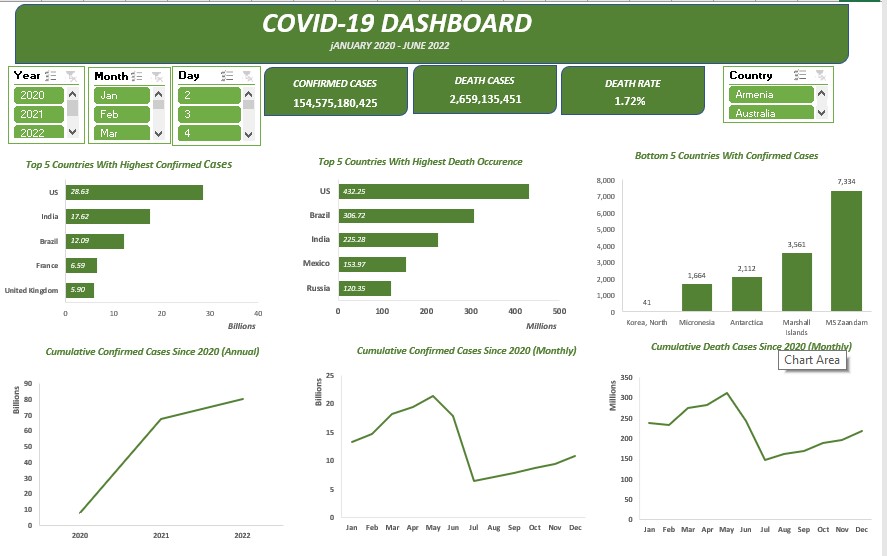 COVID-19 DASHBOARD
jANUARY 2020 - JUNE 2022
Year
2020
2021
2022
Month
Jan
Feb
Mar
Day
2
3
4
CONFIRMED CASES
154,575,180,425
DEATH CASES
2,659,135,451
DEATH RATE
1.72%
Country
Armenia
Australia
Top 5 Countries With Highest Confirmed Cases
US 28.63
India 17.62
Brazil 12.09
France 6.59
United Kingdom 5.90
0 10 20 30 40
Billions
Top 5 Countries With Highest Death Occurence
US 432.25
Brazil 306.72
India 225.28
Mexico 153.97
Russia 120.35
0 100 200 300 400 500
Millions
Bottom 5 Countries With Confirmed Cases
8,000
7,000
6,000
5,000
4,000
3,000
2,000
1,000
0
41
1,664
2,112
3,561
7,334
Korea, North Micronesia Antarctica Marshall Islands MS Zaandam
Cumulative Confirmed Cases Since 2020 (Annual)
Billions
90
80
70
60
50
40
30
20
10
0
2020 2021 2022
Cumulative Confirmed Cases Since 2020 (Monthly)
Billions
25
20
15
10
5
0
Jan Feb Mar Apr May Jun Jul Aug Sep Oct Nov Dec
Cumulative Death Cases Since 2020 (Monthly)
Chart Area
Millions
350
300
250
200
150
100
50
0
Jan Feb Mar Apr May Jun Jul Aug Sep Oct Nov Dec